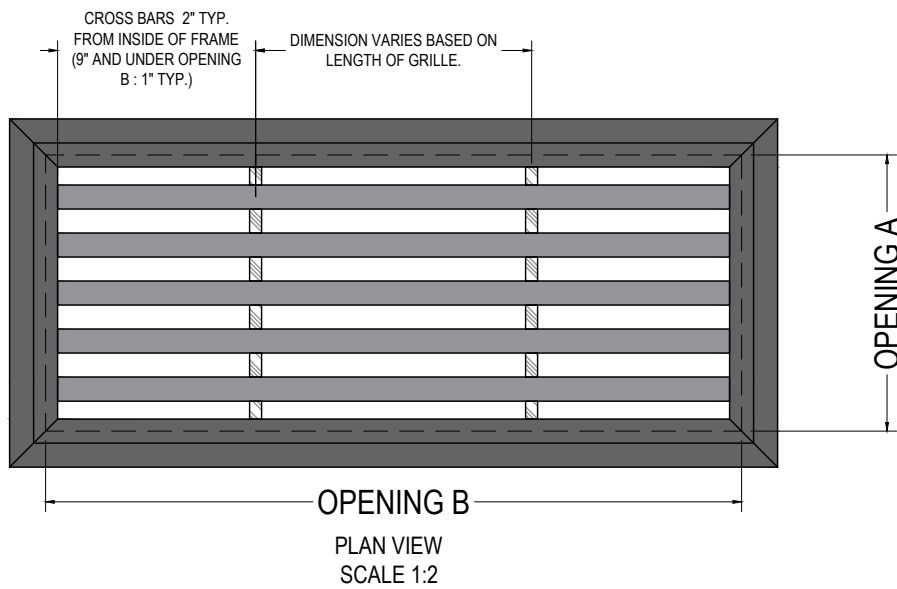 CROSS BARS 2" TYP.
FROM INSIDE OF FRAME
(9" AND UNDER OPENING
B : 1" TYP.)
DIMENSION VARIES BASED ON
LENGTH OF GRILLE.
OPENING A
OPENING B
PLAN VIEW
SCALE 1:2